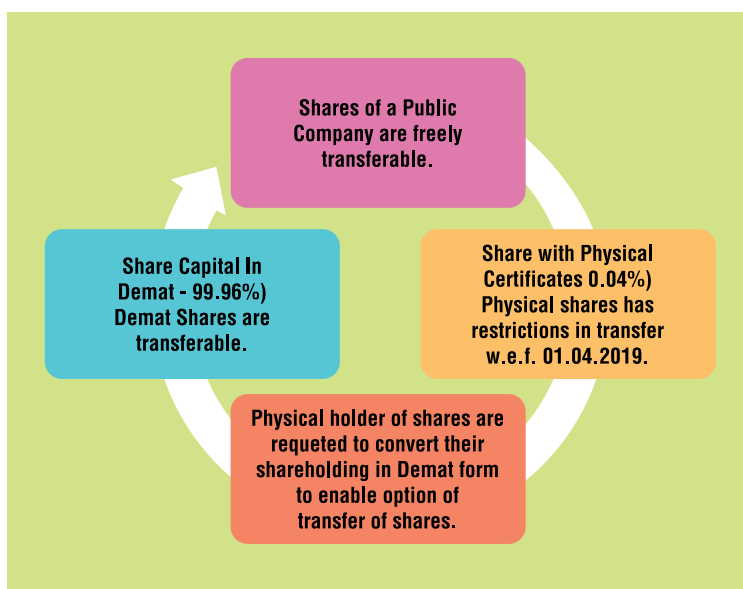 Shares of a Public
Company are freely
transferable.
Share with Physical
Certificates 0.04%)
Physical shares has
restrictions in transfer
w.e.f. 01.04.2019.
Physical holder of shares are
requeted to convert their
shareholding in Demat form
to enable option of
transfer of shares.
Share Capital In
Demat - 99.96%)
Demat Shares are
transferable.